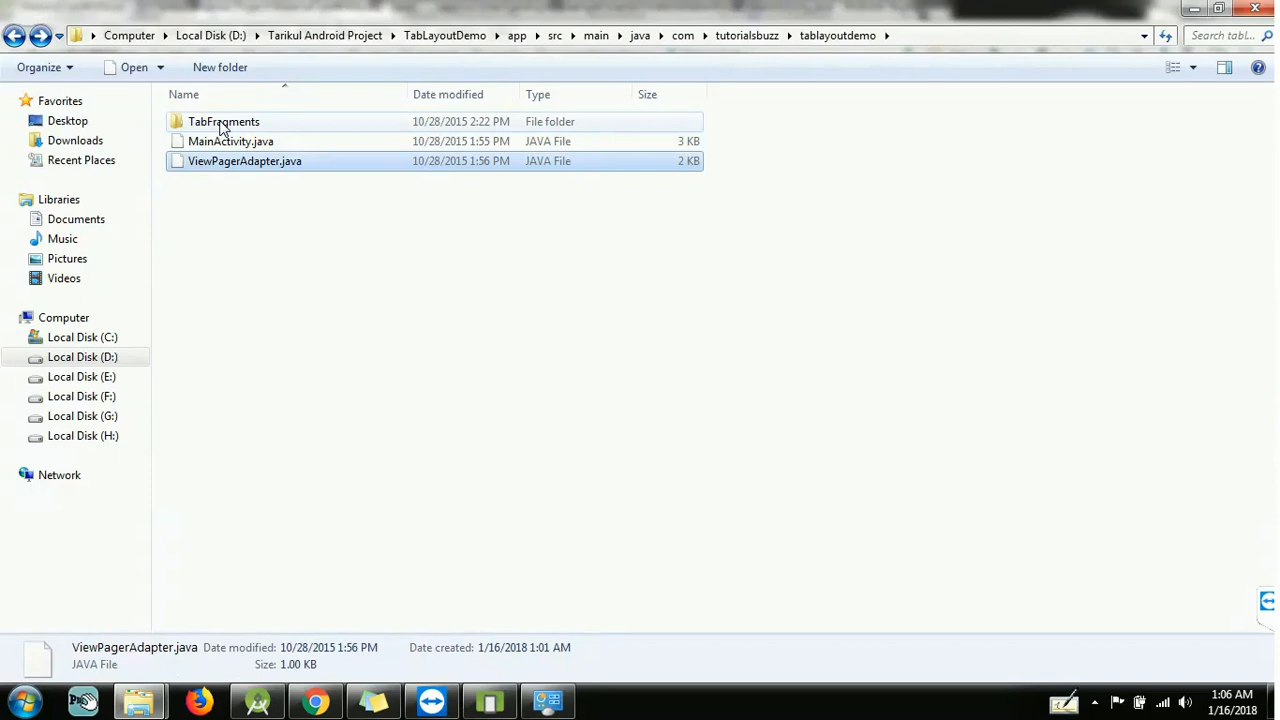 Computer Local Disk (D:) Tarikul Android Project TabLayoutDemo app src main java com tutorialsbuzz tablayoutdemo Search tabl...
Organize Open New folder
Name Date modified Type Size
Favorites
Desktop
Downloads
Recent Places
Libraries
Documents
Music
Pictures
Videos
Computer
Local Disk (C:)
Local Disk (D:)
Local Disk (E:)
Local Disk (F:)
Local Disk (G:)
Local Disk (H:)
Network
TabFragments 10/28/2015 2:22 PM File folder
MainActivity.java 10/28/2015 1:55 PM JAVA File 3 KB
ViewPagerAdapter.java 10/28/2015 1:56 PM JAVA File 2 KB
ViewPagerAdapter.java Date modified: 10/28/2015 1:56 PM Date created: 1/16/2018 1:01 AM
JAVA File Size: 1.00 KB
1:06 AM
1/16/2018